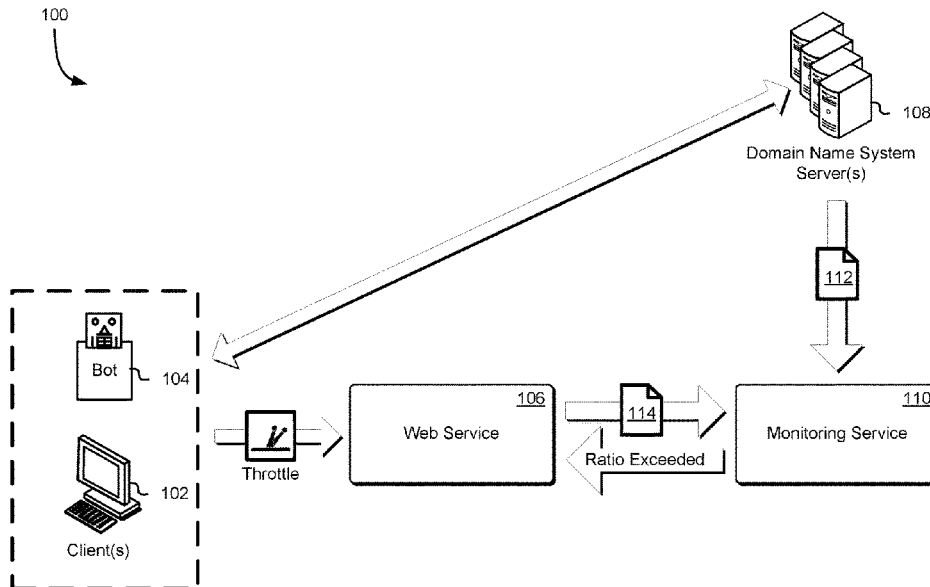 100
108
Domain Name System
Server(s)
112
Bot
104
106
Web Service
Throttle
114
Ratio Exceeded
110
Monitoring Service
102
Client(s)